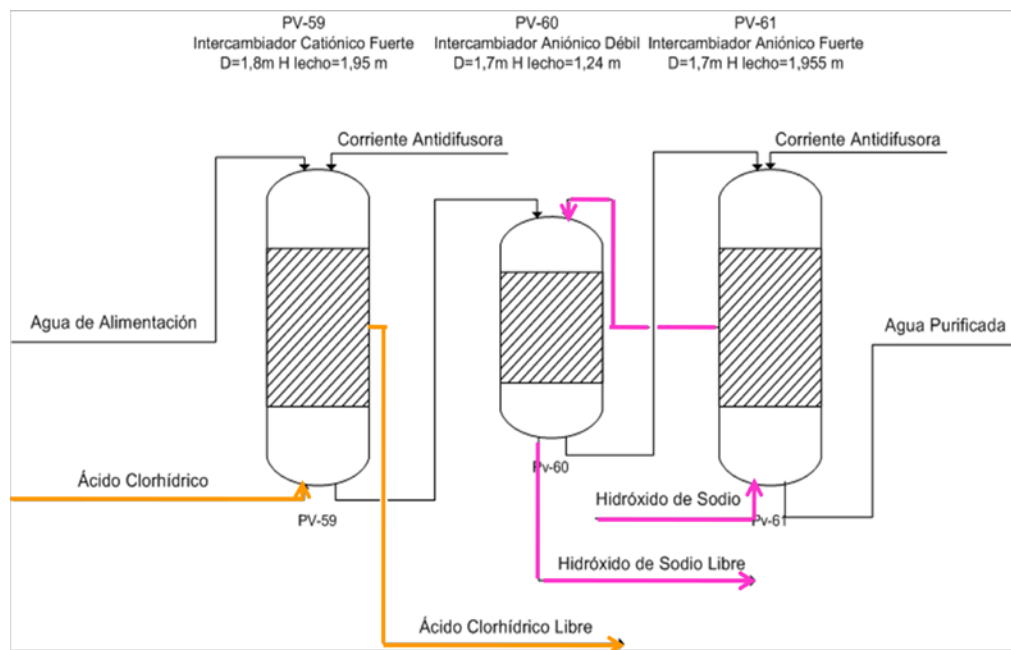 PV-59
Intercambiador Catiónico Fuerte
D=1,8m H lecho=1,95 m
PV-60
Intercambiador Aniónico Débil
D=1,7m H lecho=1,24 m
PV-61
Intercambiador Aniónico Fuerte
D=1,7m H lecho=1,955 m
Corriente Antidifusora
Corriente Antidifusora
Agua de Alimentación
Agua Purificada
Pv-60
Ácido Clorhídrico
Hidróxido de Sodio
PV-59
Pv-61
Hidróxido de Sodio Libre
Ácido Clorhídrico Libre